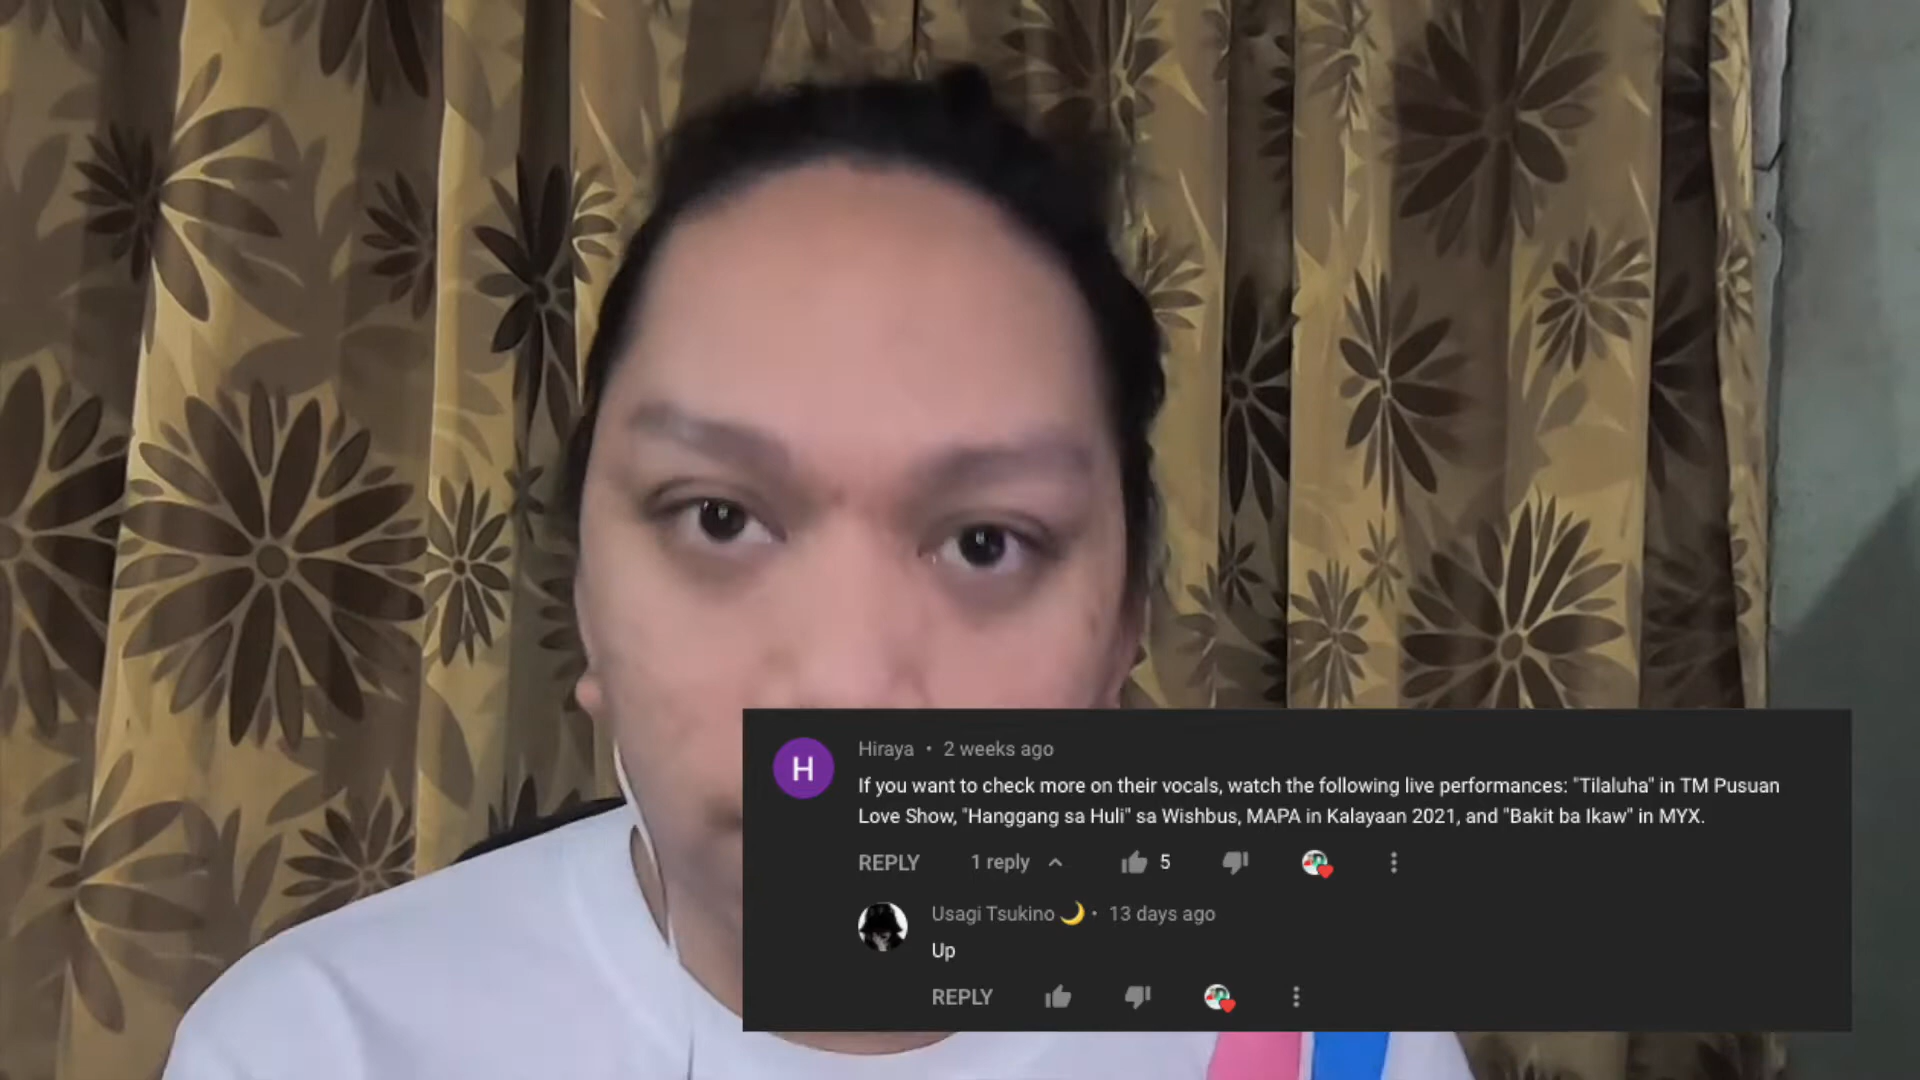 H
Hiraya • 2 weeks ago
If you want to check more on their vocals, watch the following live performances: "Tilaluha" in TM Pusuan
Love Show, "Hanggang sa Huli" sa Wishbus, MAPA in Kalayaan 2021, and "Bakit ba Ikaw" in MYX.
REPLY 1 reply 5
Usagi Tsukino 🌙 • 13 days ago
Up
REPLY